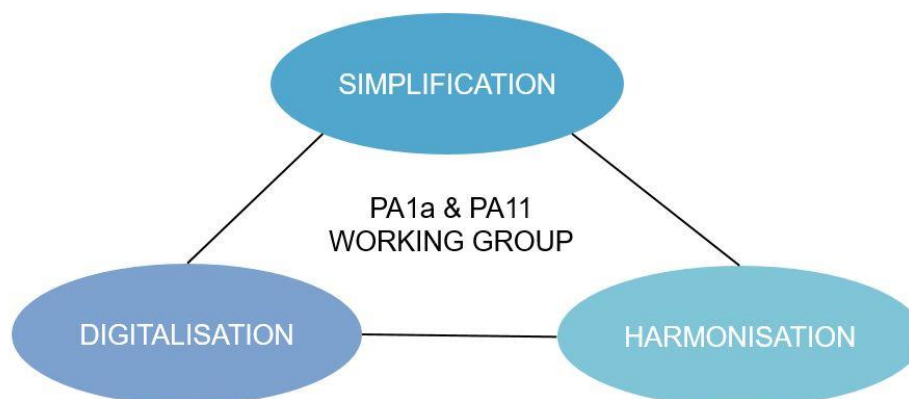 SIMPLIFICATION
PA1a & PA11
WORKING GROUP
DIGITALISATION
HARMONISATION